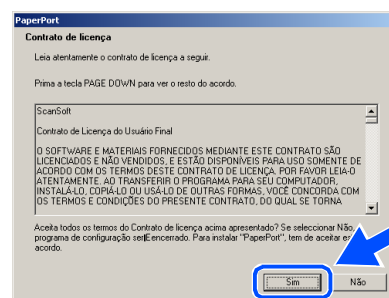 PaperPort
Contrato de licença
Leia atentamente o contrato de licença a seguir.
Prima a tecla PAGE DOWN para ver o resto do acordo.
ScanSoft
Contrato de Licença do Usuário Final
O SOFTWARE E MATERIAIS FORNECIDOS MEDIANTE ESTE CONTRATO SÃO
LICENCIADOS E NÃO VENDIDOS, E ESTÃO DISPONÍVEIS PARA USO SOMENTE DE
ACORDO COM OS TERMOS DESTE CONTRATO DE LICENÇA. POR FAVOR LEIA-O
ATENTAMENTE. AO TRANSFERIR O PROGRAMA PARA SEU COMPUTADOR,
INSTALÁ-LO, COPIÁ-LO OU USÁ-LO DE OUTRAS FORMAS, VOCÊ CONCORDA COM
OS TERMOS E CONDIÇÕES DO PRESENTE CONTRATO, DO QUAL SE TORNA
Aceita todos os termos do Contrato de licença acima apresentado? Se seleccionar Não,
programa de configuração será encerrado. Para instalar "PaperPort", tem de aceitar
acordo.
Sim
Não